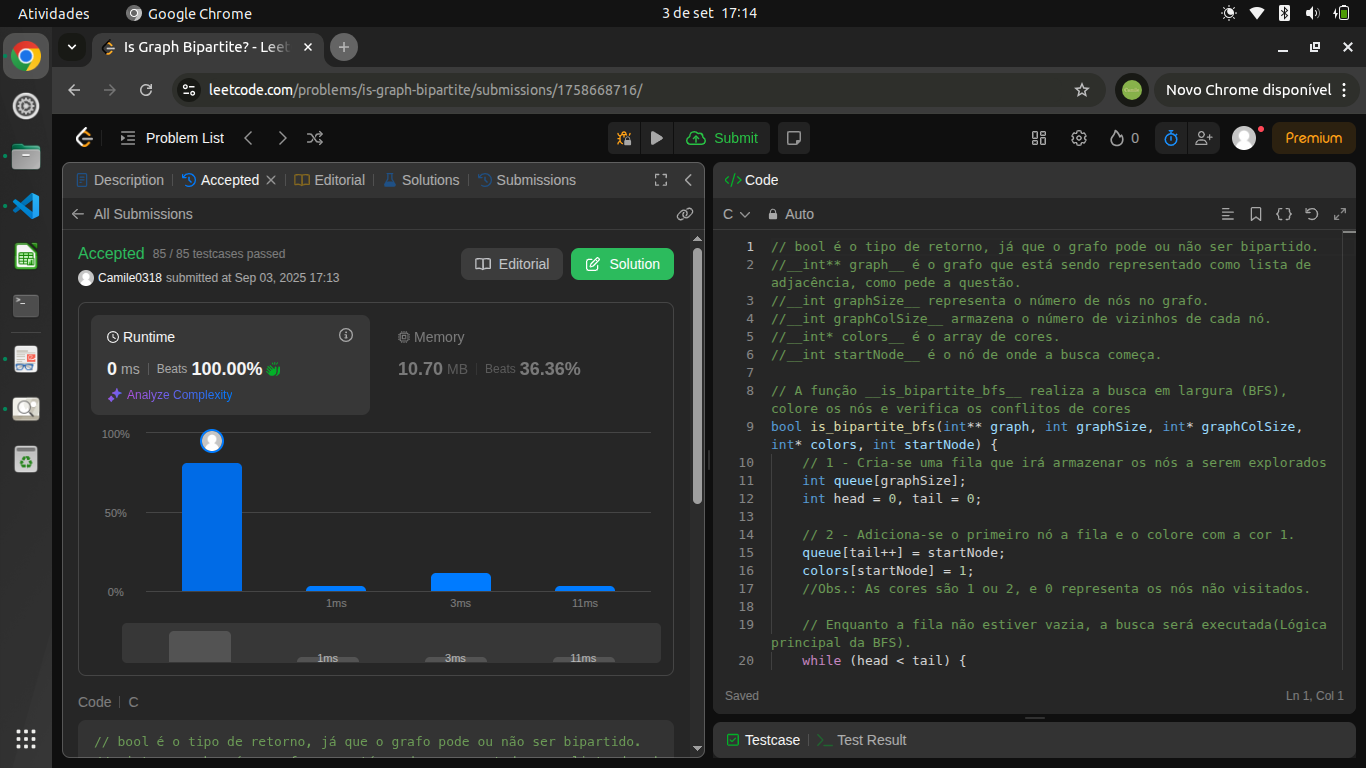 Atividades
Google Chrome
3 de set 17:14
Is Graph Bipartite? - Leet
leetcode.com/problems/is-graph-bipartite/submissions/1758668716/
Novo Chrome disponível
Problem List
Submit
0
Premium
Description
Accepted
Editorial
Solutions
Submissions
All Submissions
Accepted 85 / 85 testcases passed
Camile0318 submitted at Sep 03, 2025 17:13
Editorial
Solution
Runtime
0 ms Beats 100.00%
Analyze Complexity
Memory
10.70 MB Beats 36.36%
100%
50%
0%
1ms 3ms 11ms
1ms 3ms 11ms
Code C
// bool é o tipo de retorno, já que o grafo pode ou não ser bipartido.
Code
C Auto
1 // bool é o tipo de retorno, já que o grafo pode ou não ser bipartido.
2 //__int** graph__ é o grafo que está sendo representado como lista de
adjacência, como pede a questão.
3 //__int graphSize__ representa o número de nós no grafo.
4 //__int graphColSize__ armazena o número de vizinhos de cada nó.
5 //__int* colors__ é o array de cores.
6 //__int startNode__ é o nó de onde a busca começa.
7
8 // A função __is_bipartite_bfs__ realiza a busca em largura (BFS),
colore os nós e verifica os conflitos de cores
9 bool is_bipartite_bfs(int** graph, int graphSize, int* graphColSize,
int* colors, int startNode) {
10 // 1 - Cria-se uma fila que irá armazenar os nós a serem explorados
11 int queue[graphSize];
12 int head = 0, tail = 0;
13
14 // 2 - Adiciona-se o primeiro nó a fila e o colore com a cor 1.
15 queue[tail++] = startNode;
16 colors[startNode] = 1;
17 //Obs.: As cores são 1 ou 2, e 0 representa os nós não visitados.
18
19 // Enquanto a fila não estiver vazia, a busca será executada(Lógica
principal da BFS).
20 while (head < tail) {
Saved
Ln 1, Col 1
Testcase
Test Result